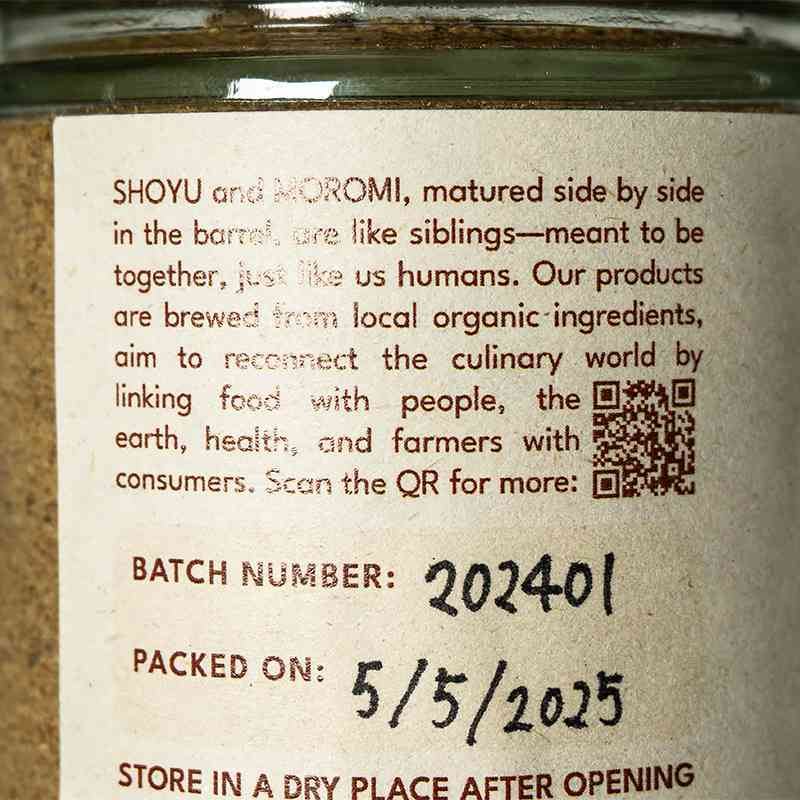 SHOYU and MOROMI, matured side by side
in the barrel, are like siblings—meant to be
together, just like us humans. Our products
are brewed from local organic ingredients,
aim to reconnect the culinary world by
linking food with people, the
earth, health, and farmers with
consumers. Scan the QR for more:
BATCH NUMBER: 202401
PACKED ON: 5/5/2025
STORE IN A DRY PLACE AFTER OPENING